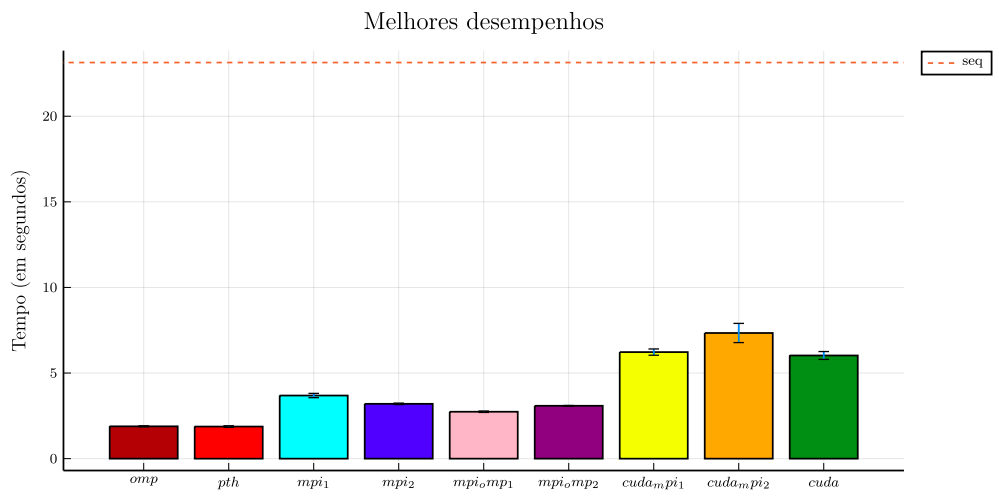 Melhores desempenhos
seq
Tempo (em segundos)
20
15
10
5
0
omp pth mpi₁ mpi₂ mpiₒmp₁ mpiₒmp₂ cudaₘpi₁ cudaₘpi₂ cuda